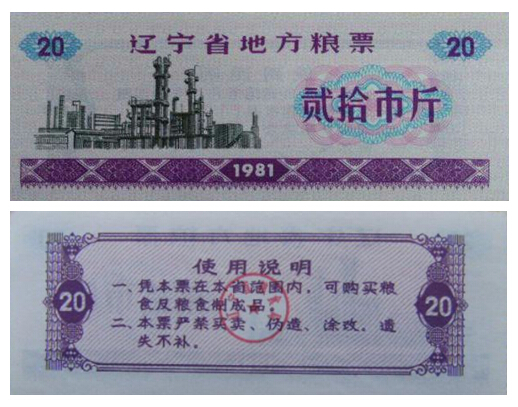 20 辽宁省地方粮票 20
贰拾市斤
1981
使用说明
一、凭本票在本省范围内，可购买粮
食及粮食制成品；
20 20
二、本票严禁买卖、伪造、涂改，遗
失不补。